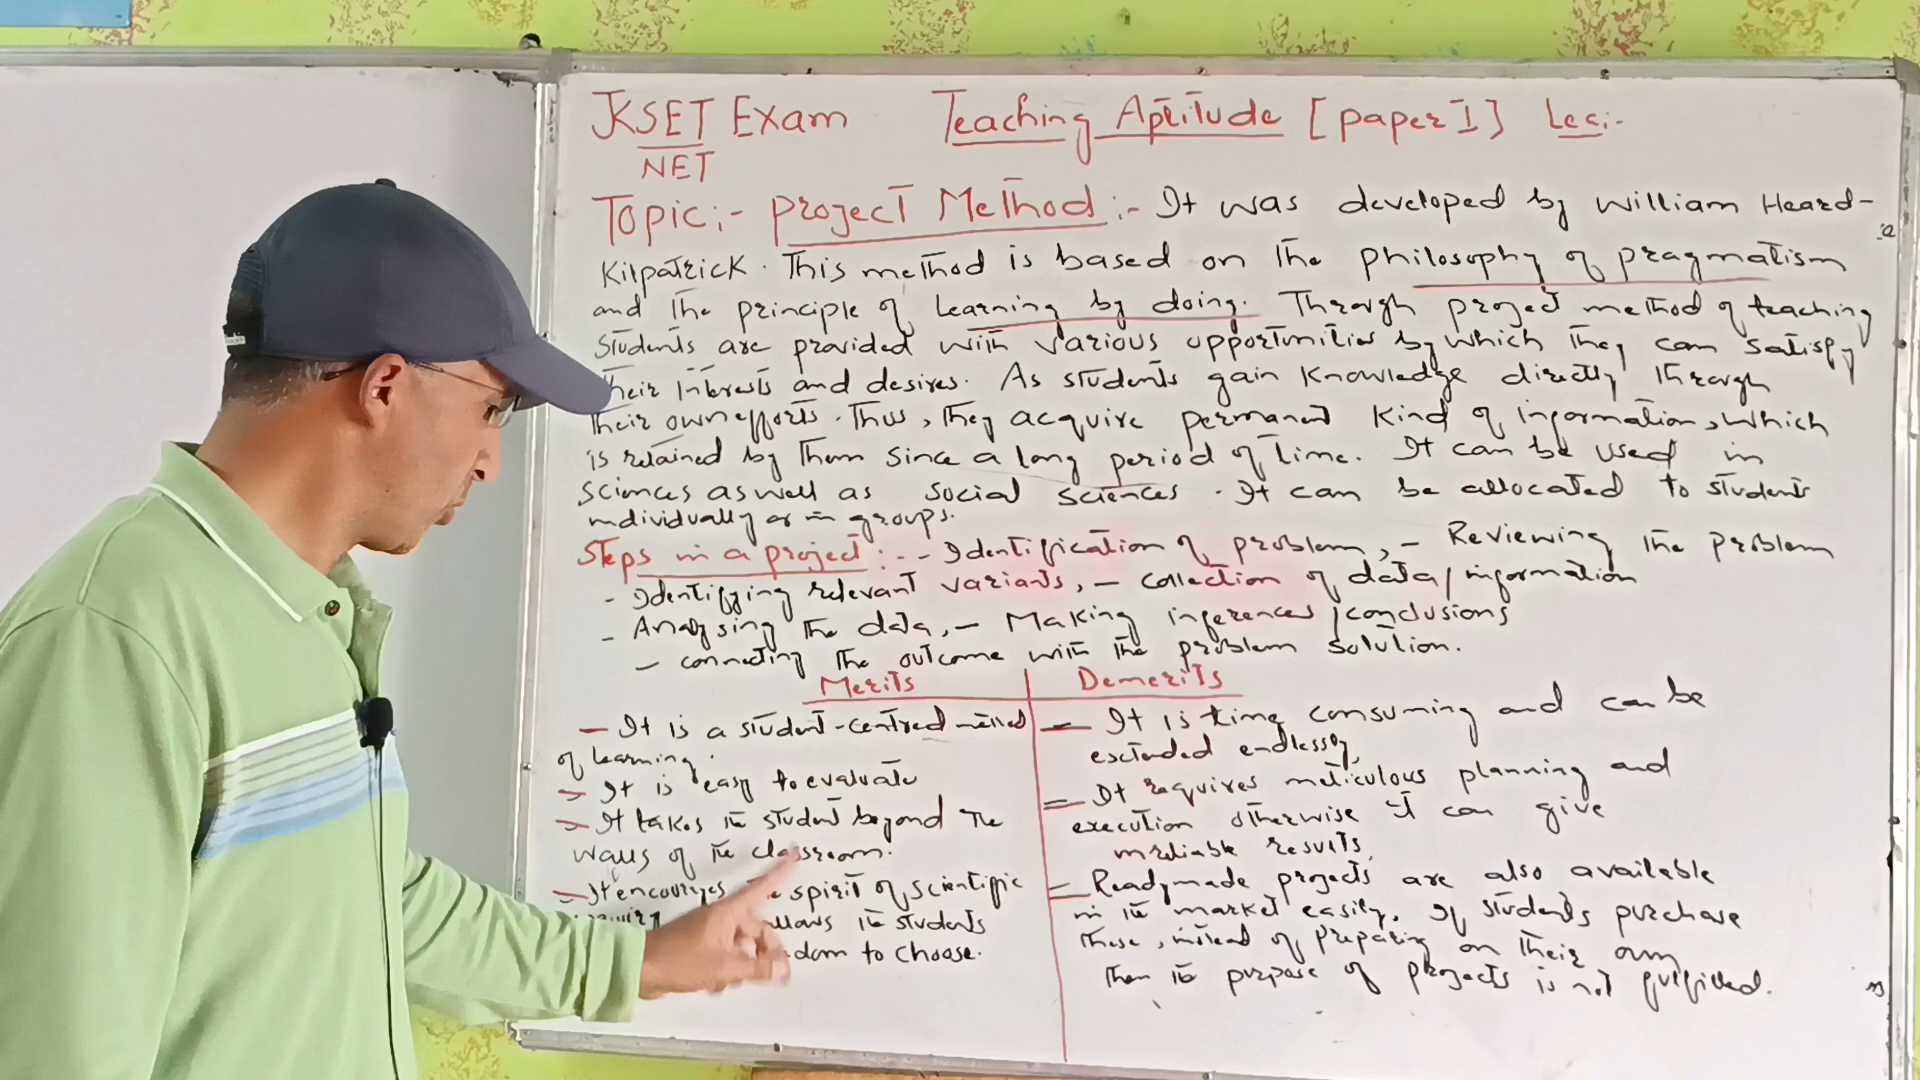 JKSET Exam Teaching Aptitude [paper I] Lec:-
NET
Topic:- project Method:- It was developed by William Heard-
Kilpatrick. This method is based on the philosophy of pragmatism
and the principle of learning by doing. Through project method of teaching
students are provided with various opportunities by which they can satisfy
their interests and desires. As students gain knowledge directly through
their own efforts. Thus, they acquire permanent kind of information, which
is retained by them since a long period of time. It can be used in
sciences as well as social sciences. It can be allocated to students
individually or in groups.
Steps in a project:- - Identification of problem, - Reviewing the problem
- Identifying relevant variants, - collection of data/information
- Analysing the data, - Making inferences/conclusions
- connecting the outcome with the problem solution.
Merits
- It is a student-centred method
of learning.
- It is easy to evaluate
- It takes the student beyond the
walls of the classroom.
- It encourges spirit of scientific
the students
to choose.
Demerits
- It is time consuming and can be
extended endlessly,
- It requires meticulous planning and
execution otherwise it can give
unreliable results,
- Readymade projects are also available
in the market easily. If students purchase
these, instead of preparing on their own
then the purpose of projects is not fulfilled.